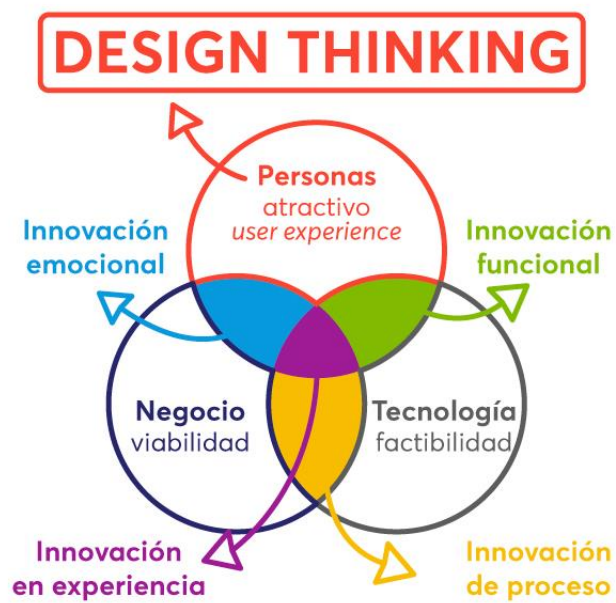 DESIGN THINKING
Personas
atractivo
user experience
Innovación
emocional
Innovación
funcional
Negocio
viabilidad
Tecnología
factibilidad
Innovación
en experiencia
Innovación
de proceso